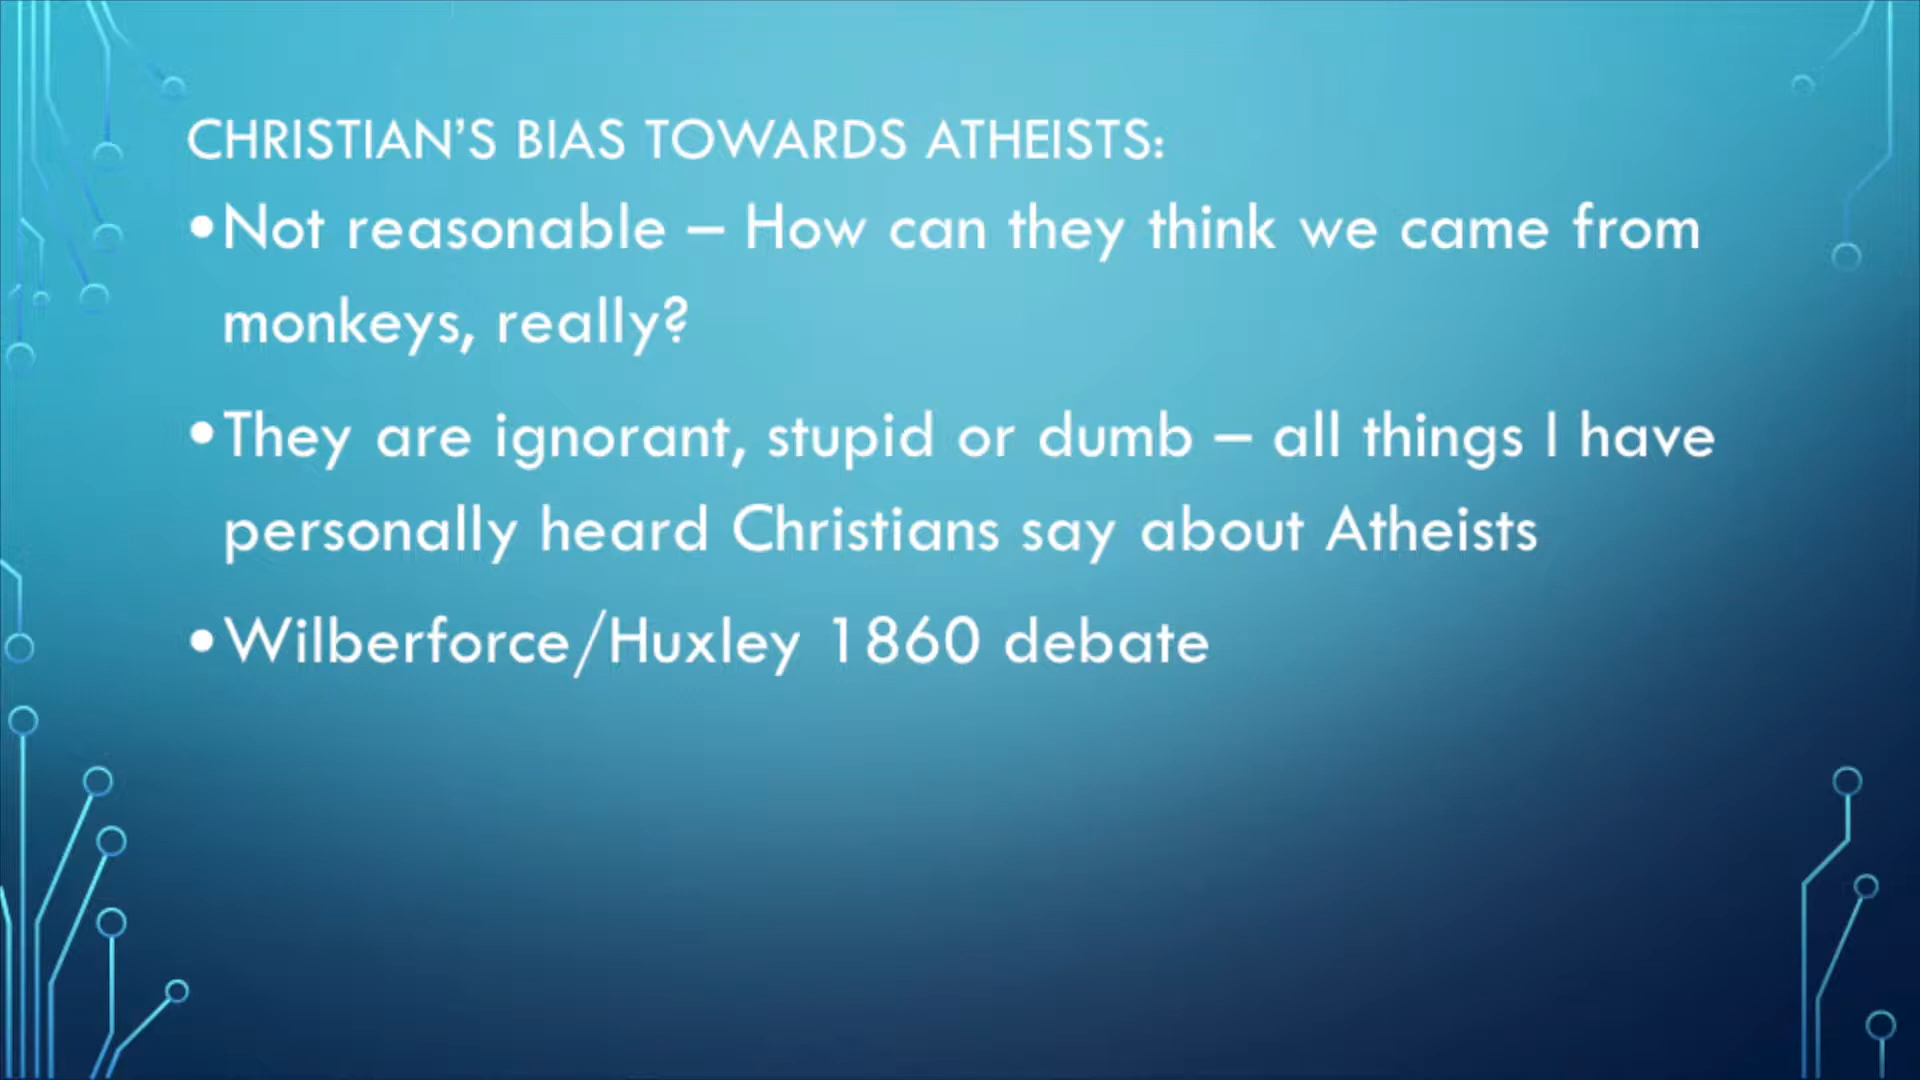 CHRISTIAN'S BIAS TOWARDS ATHEISTS:
•Not reasonable – How can they think we came from
monkeys, really?
•They are ignorant, stupid or dumb – all things I have
personally heard Christians say about Atheists
•Wilberforce/Huxley 1860 debate